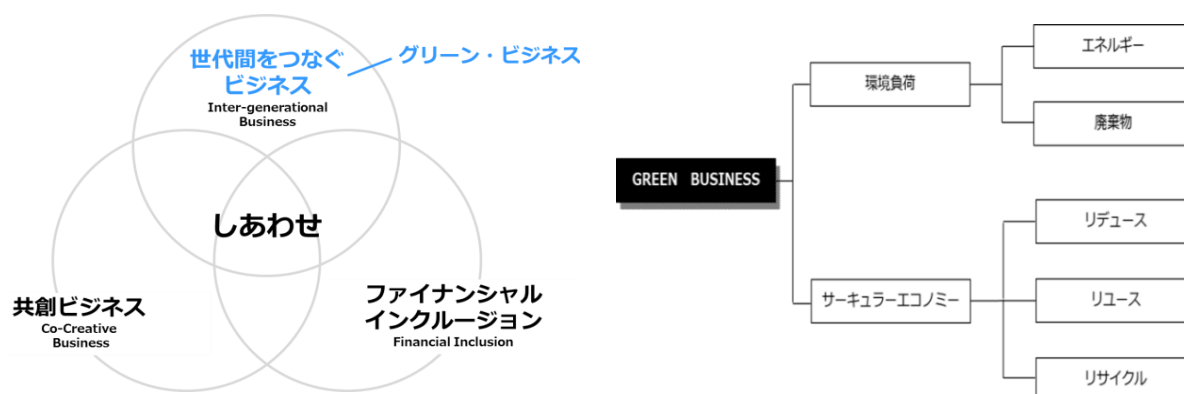 世代間をつなぐ
ビジネス
Inter-generational
Business
グリーン・ビジネス
しあわせ
共創ビジネス
Co-Creative
Business
ファイナンシャル
インクルージョン
Financial Inclusion
GREEN BUSINESS
環境負荷
エネルギー
廃棄物
サーキュラーエコノミー
リデュース
リユース
リサイクル